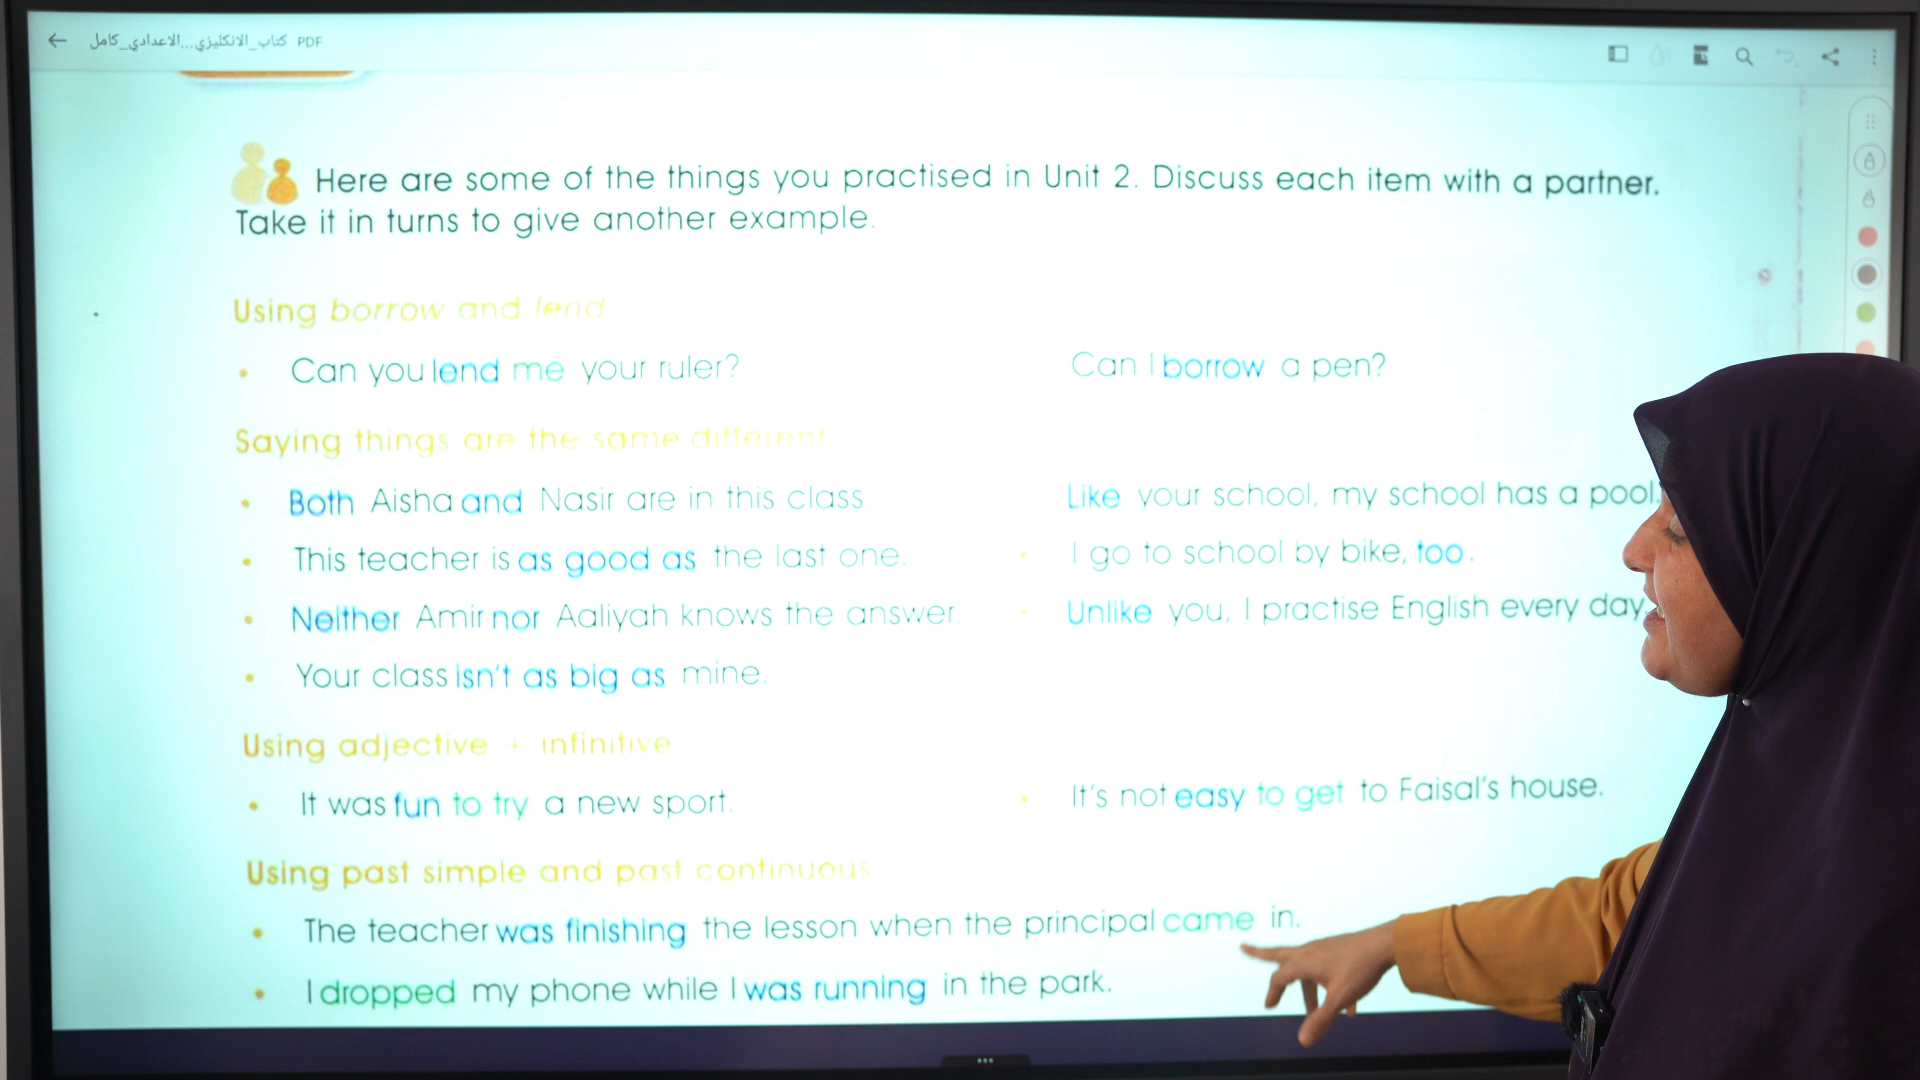 كتاب_الانكليزي...الاعدادي_كامل PDF
Here are some of the things you practised in Unit 2. Discuss each item with a partner.
Take it in turns to give another example.
Using borrow and lend
• Can you lend me your ruler?
• Can I borrow a pen?
Saying things are the same different
• Both Aisha and Nasir are in this class
• Like your school, my school has a pool.
• This teacher is as good as the last one.
• I go to school by bike, too.
• Neither Amir nor Aaliyah knows the answer.
• Unlike you, I practise English every day
• Your class isn't as big as mine.
Using adjective + infinitive
• It was fun to try a new sport.
• It's not easy to get to Faisal's house.
Using past simple and past continuous
• The teacher was finishing the lesson when the principal came in.
• I dropped my phone while I was running in the park.